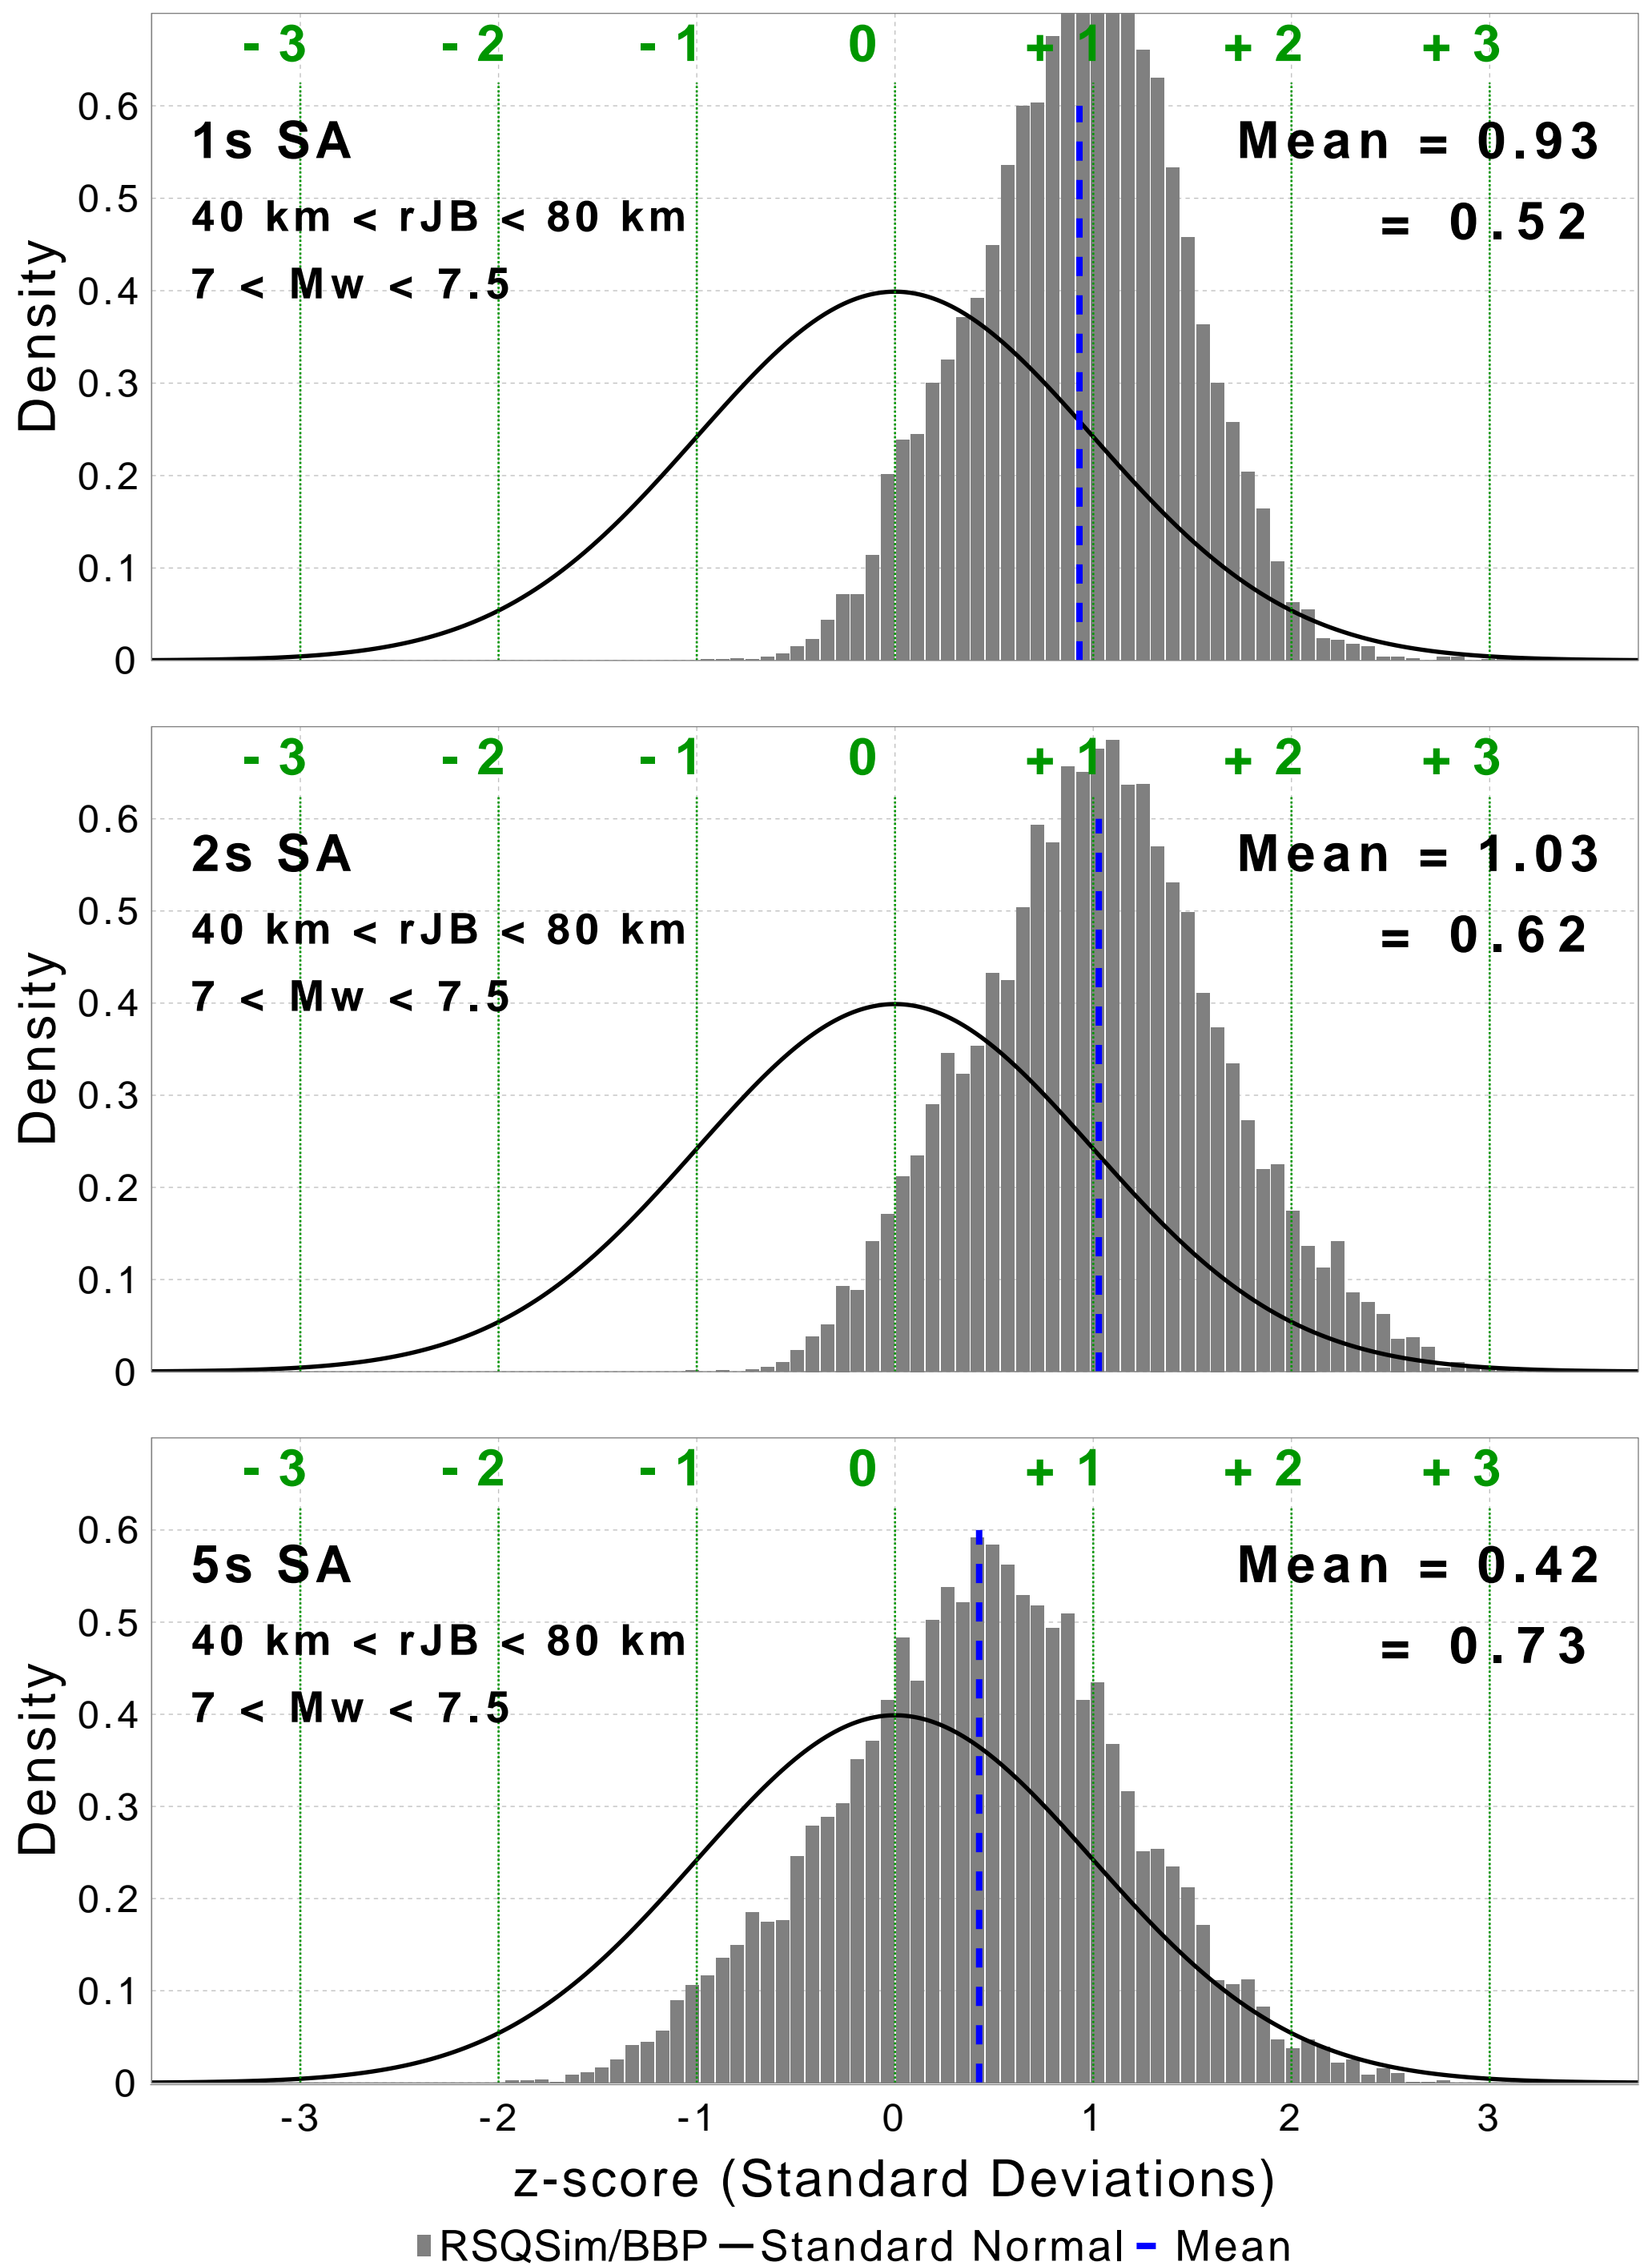 - 3 - 2 - 1 0 + 1 + 2 + 3
0.6
1s SA Mean = 0.93
0.5
40 km < rJB < 80 km = 0.52
7 < Mw < 7.5
0.4
0.3
0.2
0.1
0
Density
- 3 - 2 - 1 0 + 1 + 2 + 3
0.6
2s SA Mean = 1.03
0.5
40 km < rJB < 80 km = 0.62
7 < Mw < 7.5
0.4
0.3
0.2
0.1
0
Density
- 3 - 2 - 1 0 + 1 + 2 + 3
0.6
5s SA Mean = 0.42
0.5
40 km < rJB < 80 km = 0.73
7 < Mw < 7.5
0.4
0.3
0.2
0.1
0
Density
-3 -2 -1 0 1 2 3
z-score (Standard Deviations)
RSQSim/BBP Standard Normal Mean